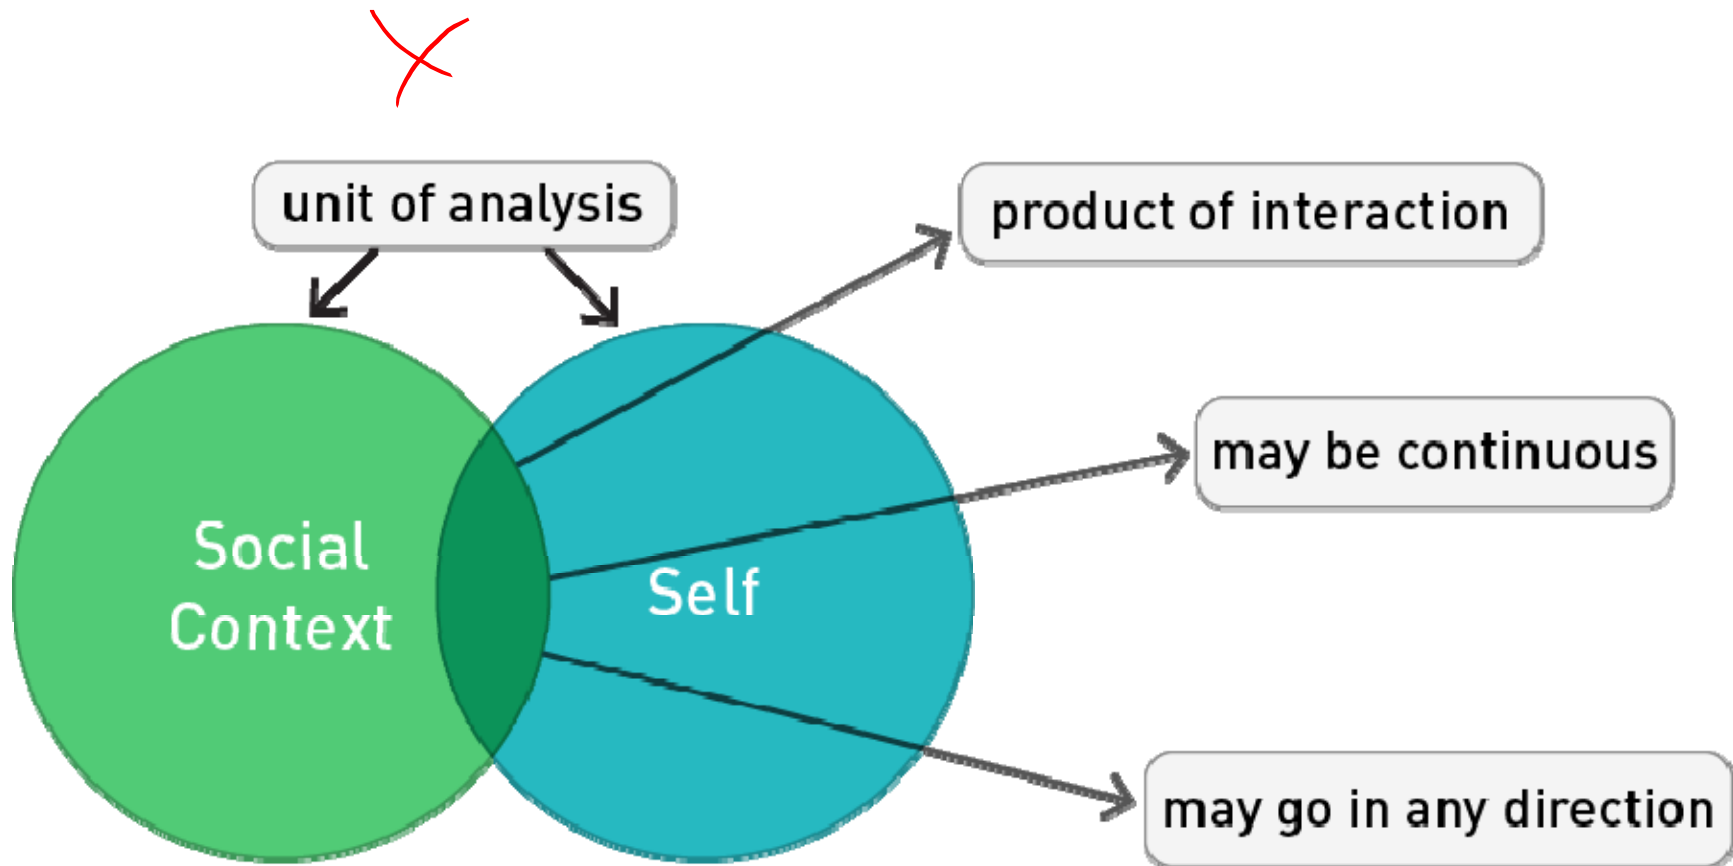 unit of analysis
product of interaction
may be continuous
Social
Context
Self
may go in any direction